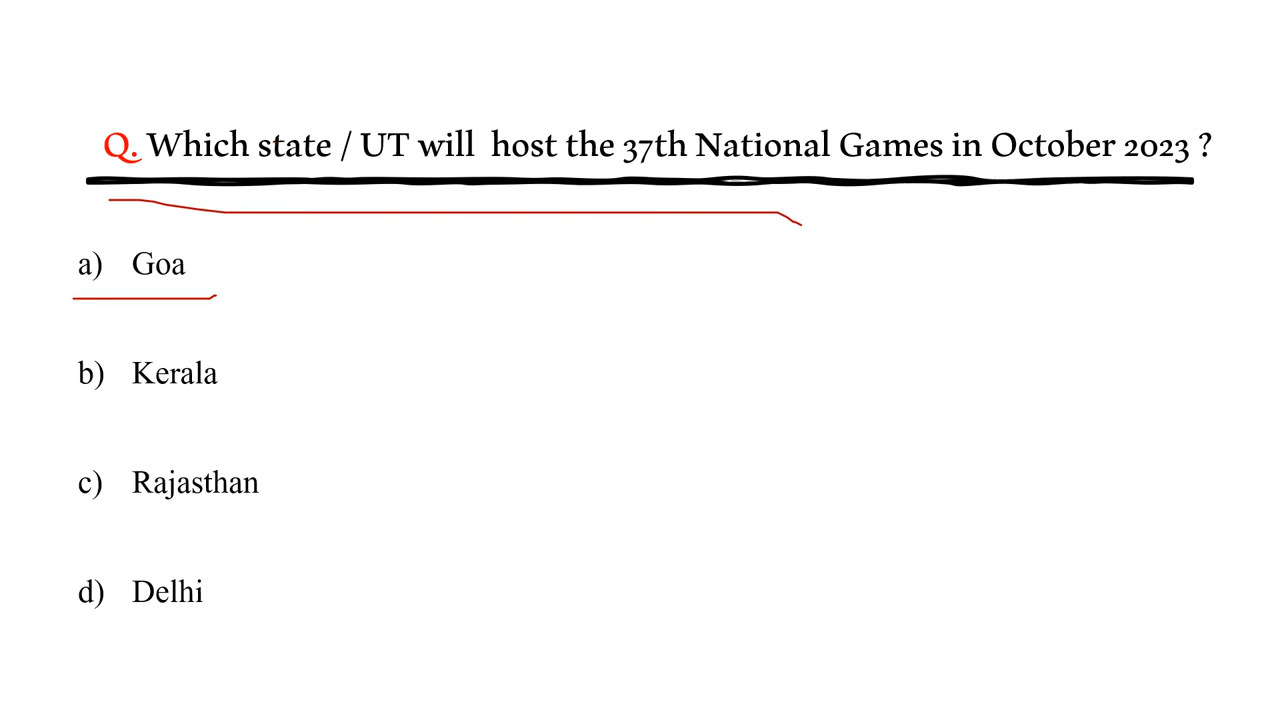 Q. Which state / UT will host the 37th National Games in October 2023 ?
a) Goa
b) Kerala
c) Rajasthan
d) Delhi